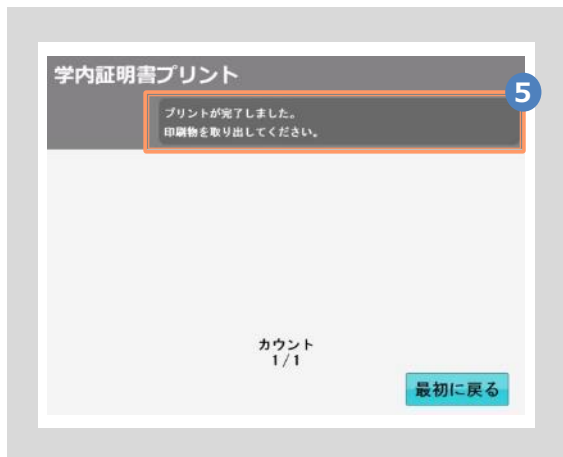 学内証明書プリント
5
プリントが完了しました。
印刷物を取り出してください。
カウント
1/1
最初に戻る